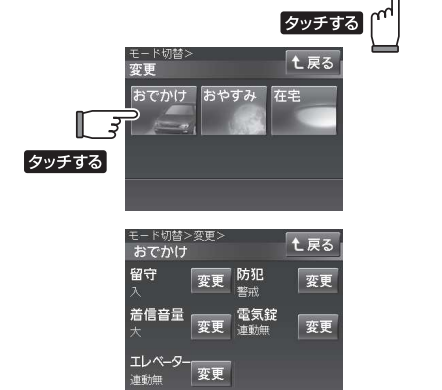 タッチする
モード切替>
変更
戻る
おでかけ
おやすみ
在宅
タッチする
モード切替>変更>
おでかけ
戻る
留守
入
変更
防犯
警戒
変更
着信音量
大
変更
電気錠
連動無
変更
エレベーター
連動無
変更